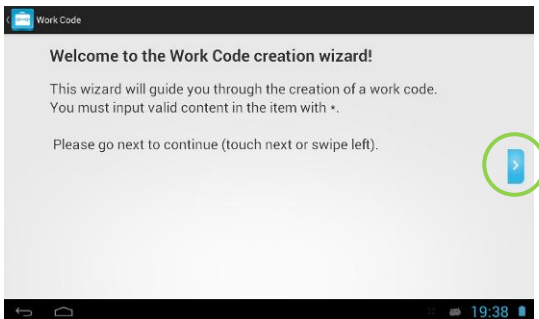 Work Code
Welcome to the Work Code creation wizard!
This wizard will guide you through the creation of a work code.
You must input valid content in the item with *.
Please go next to continue (touch next or swipe left).
19:38